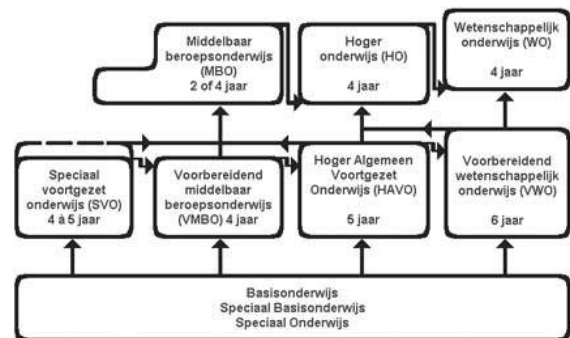 Middelbaar
beroepsonderwijs
(MBO)
2 of 4 jaar
Hoger
onderwijs (HO)
4 jaar
Wetenschappelijk
onderwijs (WO)
4 jaar
Speciaal
voortgezet
onderwijs (SVO)
4 á 5 jaar
Voorbereidend
middelbaar
beroepsonderwijs
(VMBO) 4 jaar
Hoger Algemeen
Voortgezet
Onderwijs (HAVO)
5 jaar
Voorbereidend
wetenschappelijk
onderwijs (VWO)
6 jaar
Basisonderwijs
Speciaal Basisonderwijs
Speciaal Onderwijs